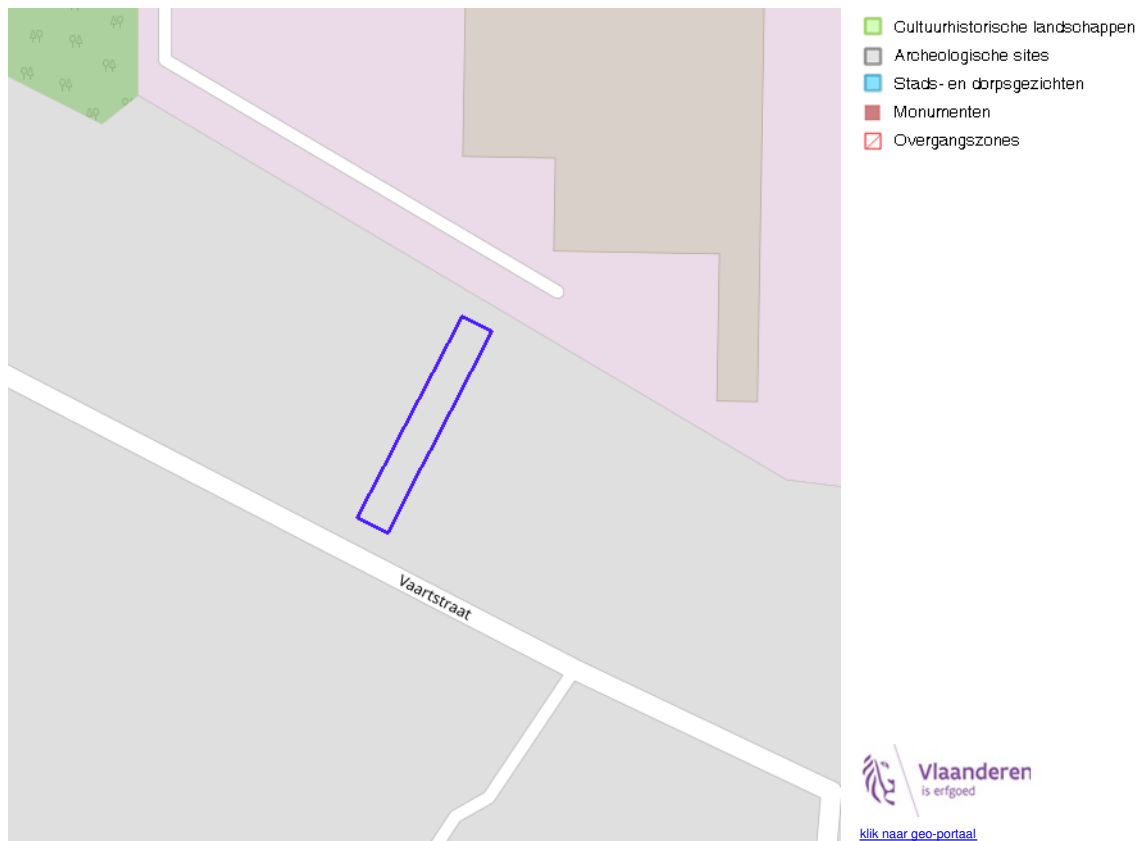 Vaartstraat
Cultuurhistorische landschappen
Archeologische sites
Stads- en dorpsgezichten
Monumenten
Overgangszones
Vlaanderen
is erfgoed
klik naar geo-portaal